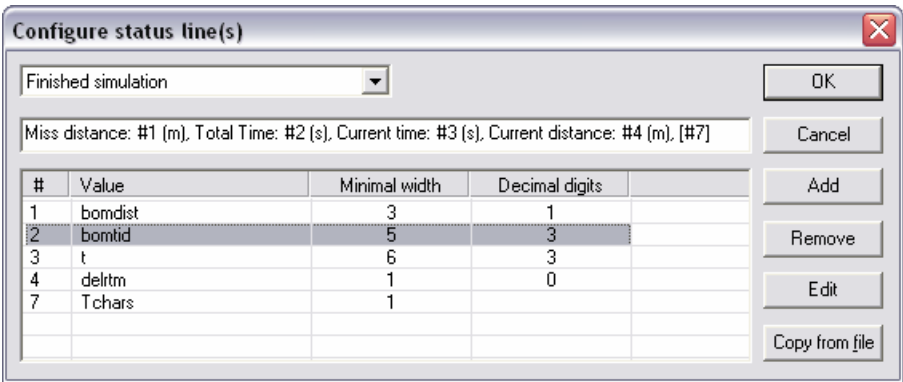 Configure status line(s)
Finished simulation
OK
Miss distance: #1 (m), Total Time: #2 (s), Current time: #3 (s), Current distance: #4 (m), [#7]
Cancel
# Value Minimal width Decimal digits
Add
1 bomdist 3 1
2 bomtid 5 3
Remove
3 t 6 3
4 delrtm 1 0
Edit
7 Tchars 1
Copy from file